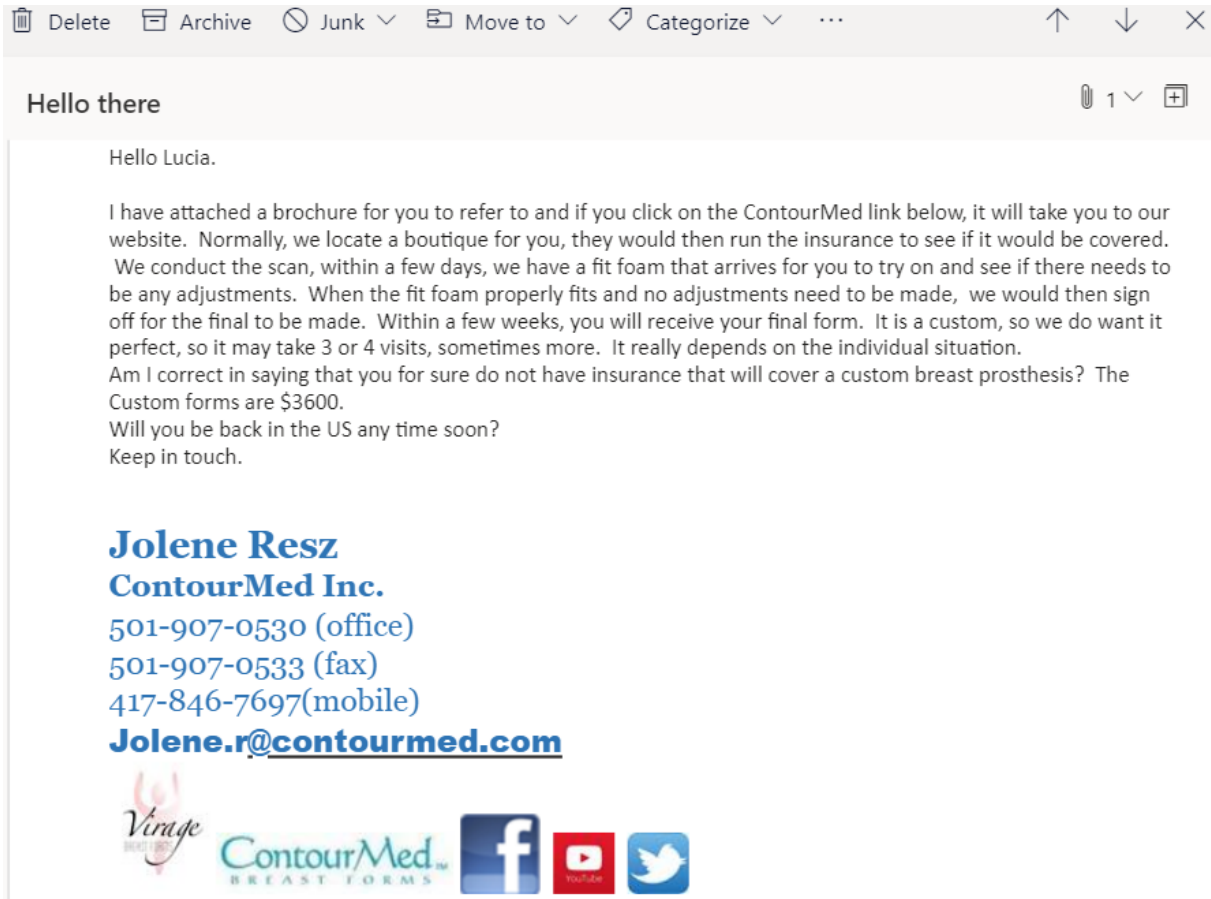 Delete Archive Junk Move to Categorize ...
Hello there 1
Hello Lucia.
I have attached a brochure for you to refer to and if you click on the ContourMed link below, it will take you to our
website.  Normally, we locate a boutique for you, they would then run the insurance to see if it would be covered.
We conduct the scan, within a few days, we have a fit foam that arrives for you to try on and see if there needs to
be any adjustments.  When the fit foam properly fits and no adjustments need to be made,  we would then sign
off for the final to be made.  Within a few weeks, you will receive your final form.  It is a custom, so we do want it
perfect, so it may take 3 or 4 visits, sometimes more.  It really depends on the individual situation.
Am I correct in saying that you for sure do not have insurance that will cover a custom breast prosthesis?  The
Custom forms are $3600.
Will you be back in the US any time soon?
Keep in touch.
Jolene Resz
ContourMed Inc.
501-907-0530 (office)
501-907-0533 (fax)
417-846-7697(mobile)
Jolene.r@contourmed.com
Virage
BREAST FORMS
ContourMed
BREAST FORMS
f
YouTube